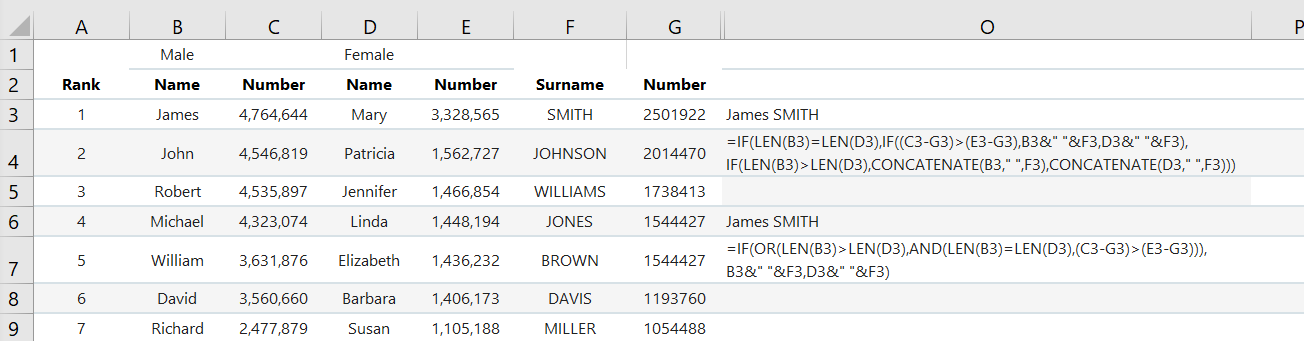 A B C D E F G O P
1 Male Female
2 Rank Name Number Name Number Surname Number
3 1 James 4,764,644 Mary 3,328,565 SMITH 2501922 James SMITH
4 2 John 4,546,819 Patricia 1,562,727 JOHNSON 2014470 =IF(LEN(B3)=LEN(D3),IF((C3-G3)>(E3-G3),B3&" "&F3,D3&" "&F3),
IF(LEN(B3)>LEN(D3),CONCATENATE(B3," ",F3),CONCATENATE(D3," ",F3)))
5 3 Robert 4,535,897 Jennifer 1,466,854 WILLIAMS 1738413
6 4 Michael 4,323,074 Linda 1,448,194 JONES 1544427 James SMITH
7 5 William 3,631,876 Elizabeth 1,436,232 BROWN 1544427 =IF(OR(LEN(B3)>LEN(D3),AND(LEN(B3)=LEN(D3),(C3-G3)>(E3-G3))),
B3&" "&F3,D3&" "&F3)
8 6 David 3,560,660 Barbara 1,406,173 DAVIS 1193760
9 7 Richard 2,477,879 Susan 1,105,188 MILLER 1054488